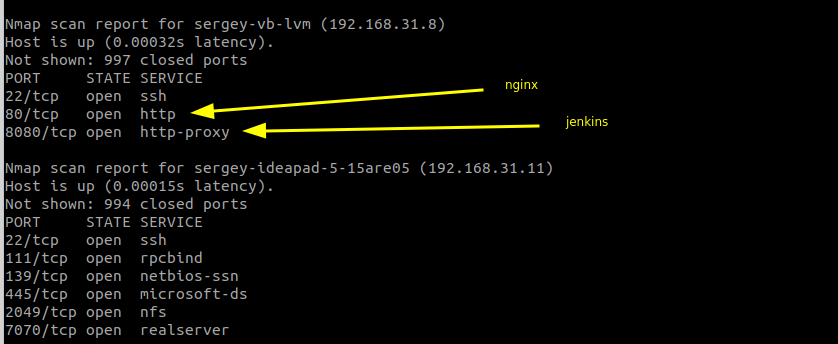 Nmap scan report for sergey-vb-lvm (192.168.31.8)
Host is up (0.00032s latency).
Not shown: 997 closed ports
PORT     STATE SERVICE
22/tcp   open  ssh
nginx
80/tcp   open  http
jenkins
8080/tcp open  http-proxy
Nmap scan report for sergey-ideapad-5-15are05 (192.168.31.11)
Host is up (0.00015s latency).
Not shown: 994 closed ports
PORT     STATE SERVICE
22/tcp   open  ssh
111/tcp  open  rpcbind
139/tcp  open  netbios-ssn
445/tcp  open  microsoft-ds
2049/tcp open  nfs
7070/tcp open  realserver